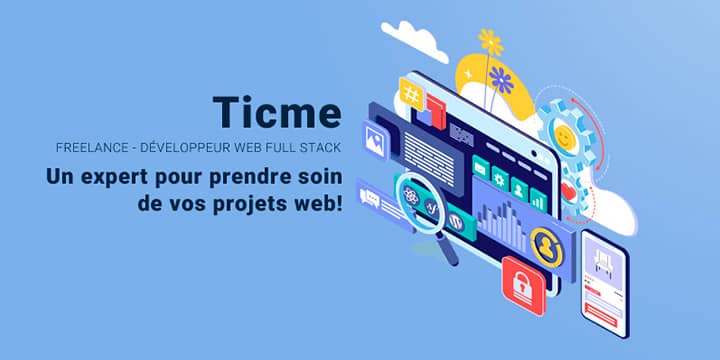 Ticme
FREELANCE - DÉVELOPPEUR WEB FULL STACK
Un expert pour prendre soin
de vos projets web!
#